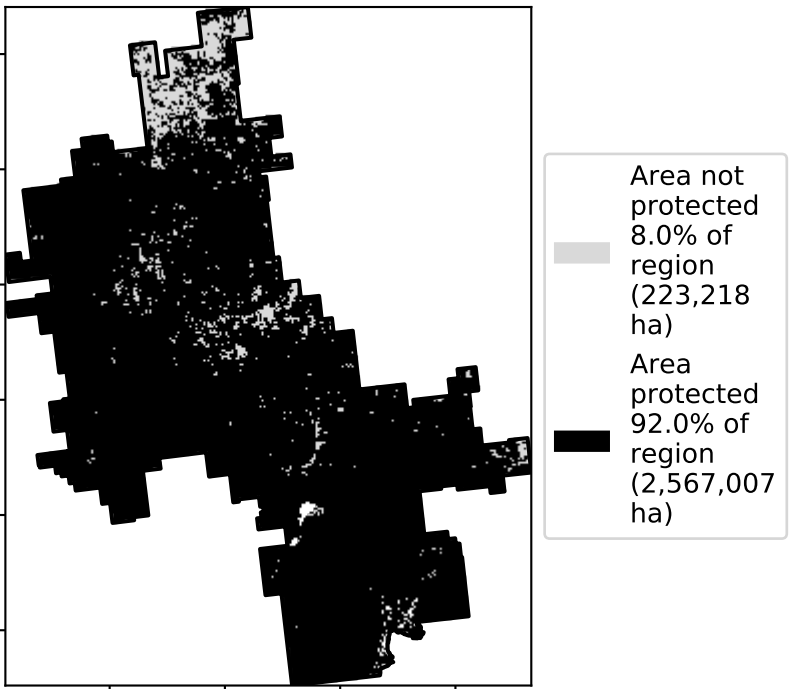 Area not
protected
8.0% of
region
(223,218
ha)
Area
protected
92.0% of
region
(2,567,007
ha)